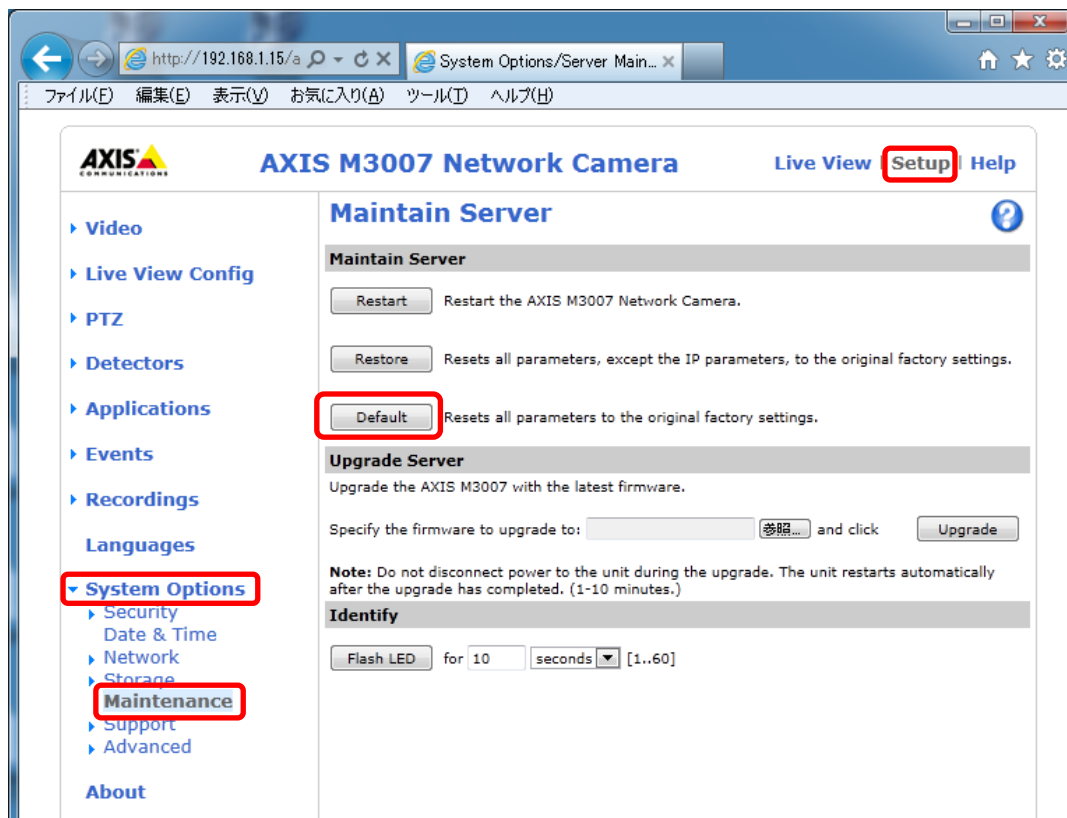 http://192.168.1.15/a
System Options/Server Main...
ファイル(F) 編集(E) 表示(V) お気に入り(A) ツール(T) ヘルプ(H)
AXIS
COMMUNICATIONS
AXIS M3007 Network Camera
Live View | Setup | Help
Video
Live View Config
PTZ
Detectors
Applications
Events
Recordings
Languages
System Options
Security
Date & Time
Network
Storage
Maintenance
Support
Advanced
About
Maintain Server
Maintain Server
Restart Restart the AXIS M3007 Network Camera.
Restore Resets all parameters, except the IP parameters, to the original factory settings.
Default Resets all parameters to the original factory settings.
Upgrade Server
Upgrade the AXIS M3007 with the latest firmware.
Specify the firmware to upgrade to: 参照... and click Upgrade
Note: Do not disconnect power to the unit during the upgrade. The unit restarts automatically
after the upgrade has completed. (1-10 minutes.)
Identify
Flash LED for 10 seconds [1..60]